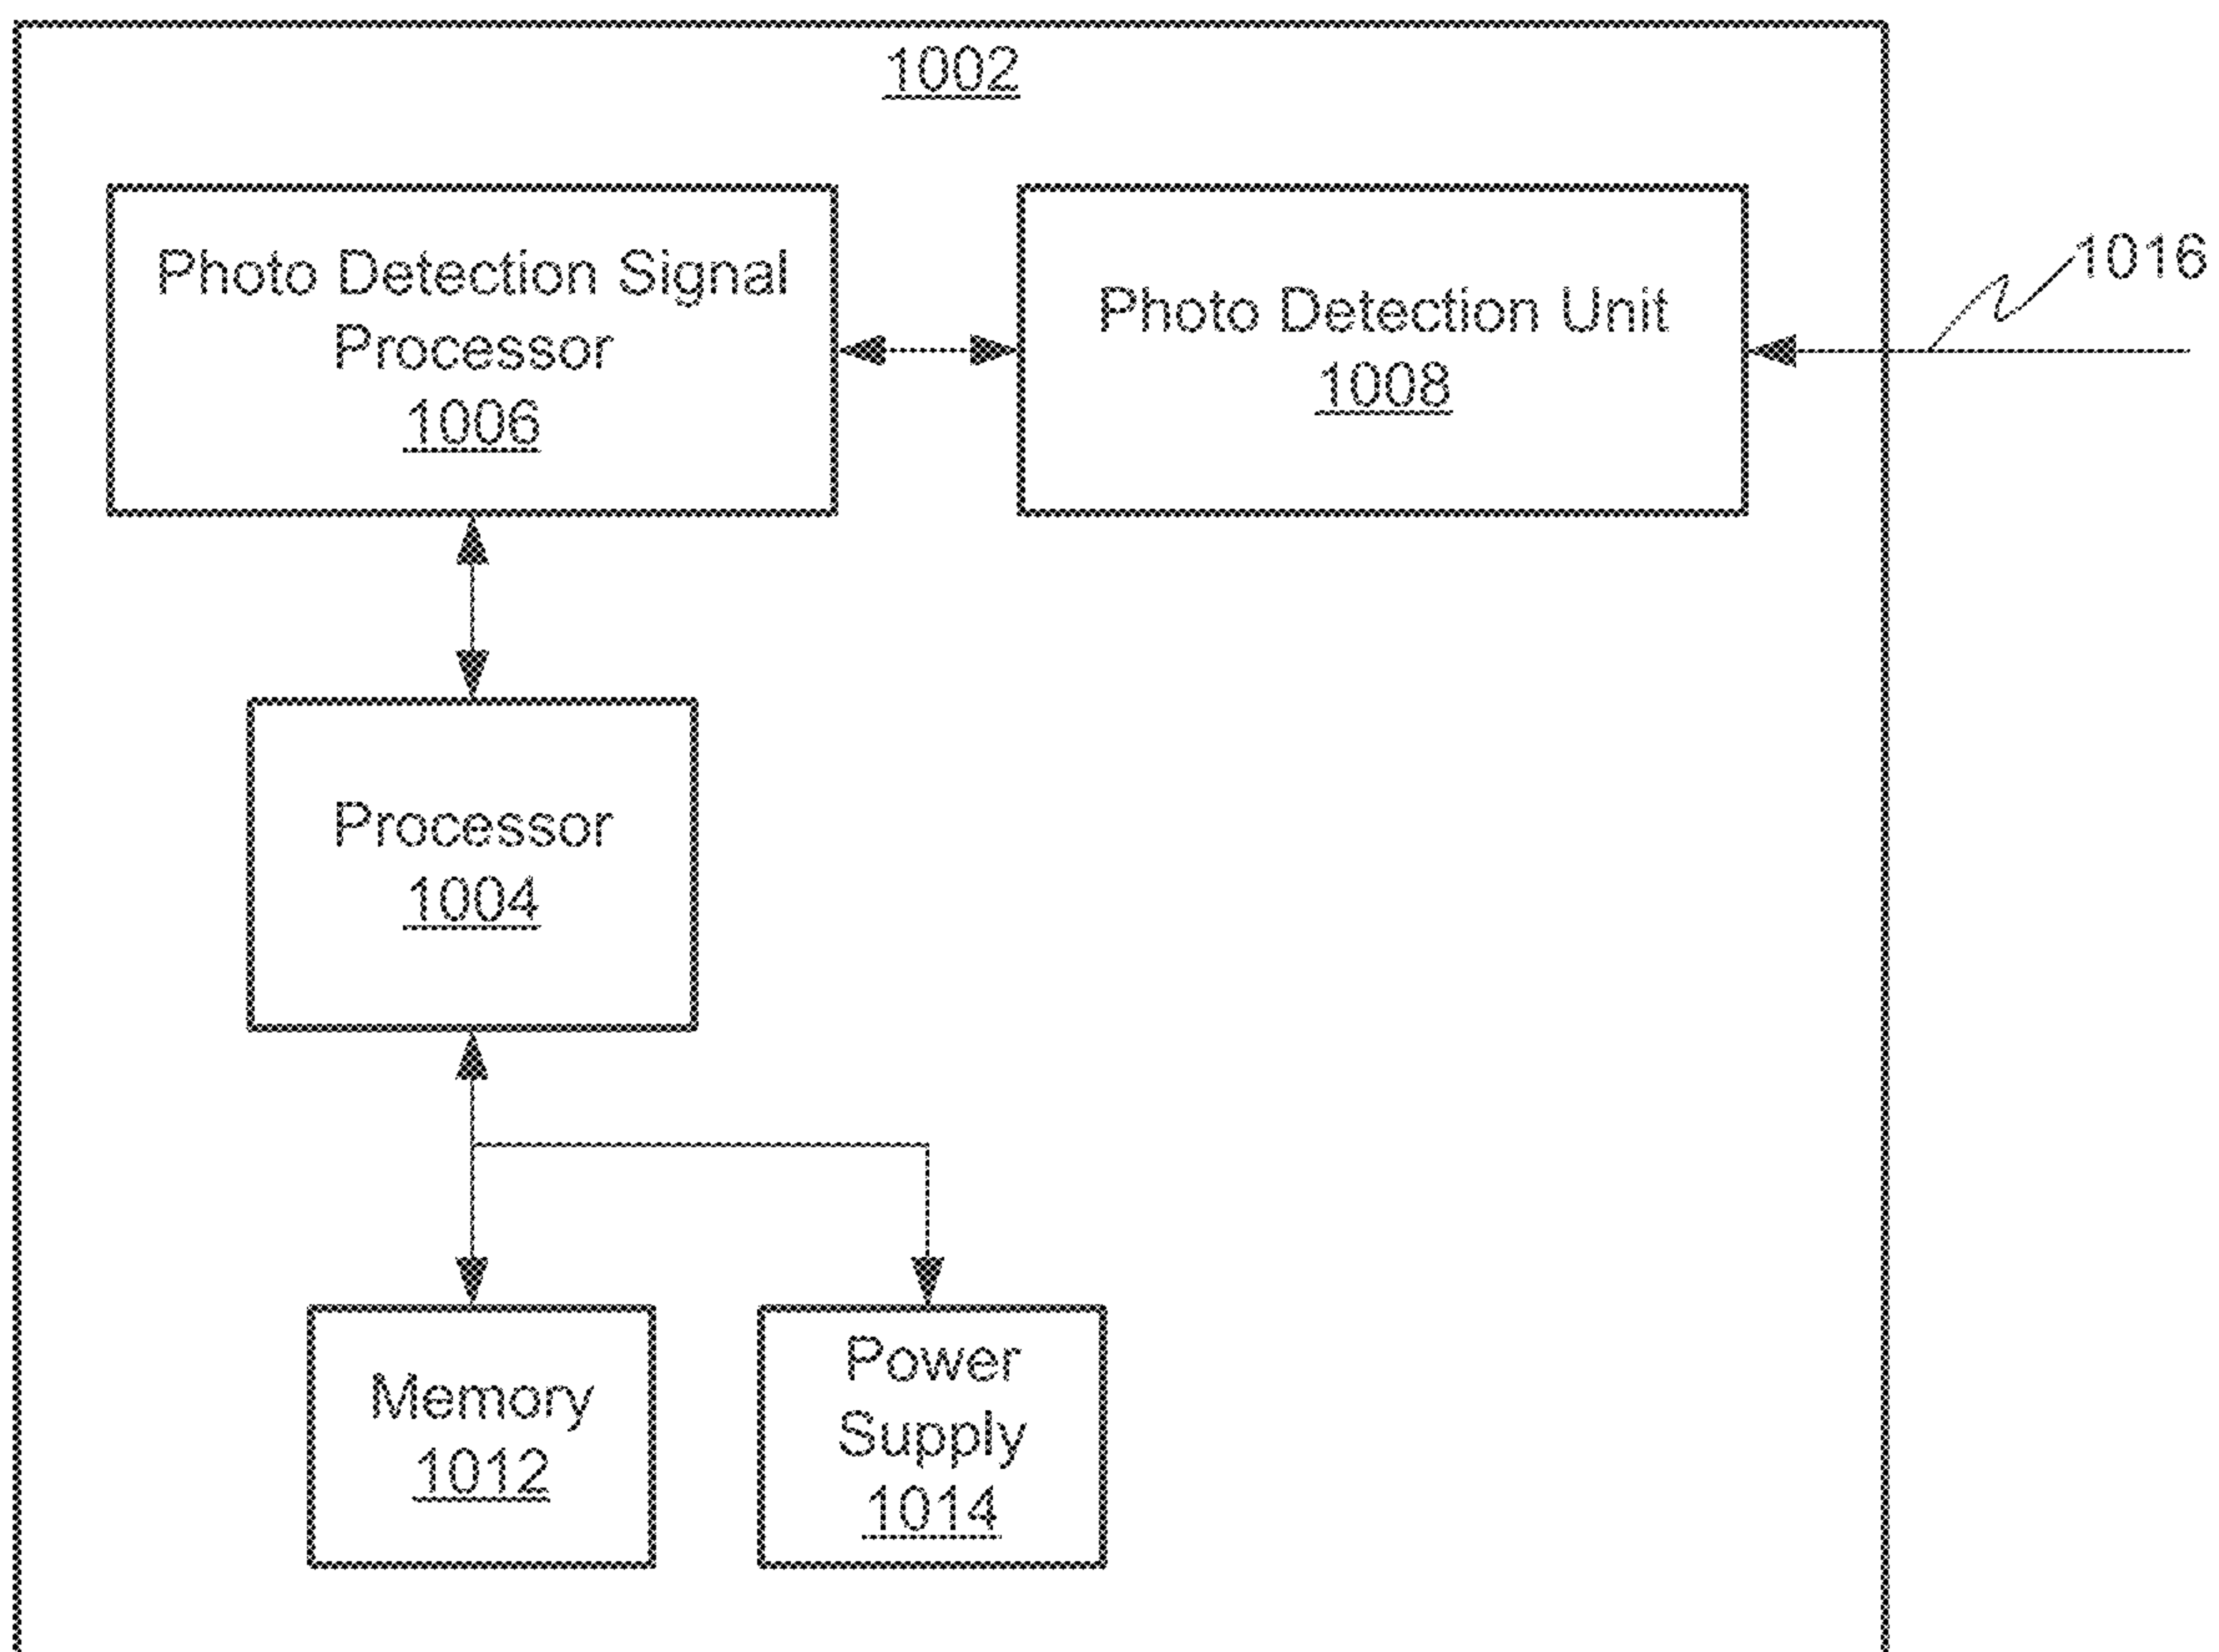 1002
Photo Detection Signal
Processor
1006
Photo Detection Unit
1008
1016
Processor
1004
Memory
1012
Power
Supply
1014